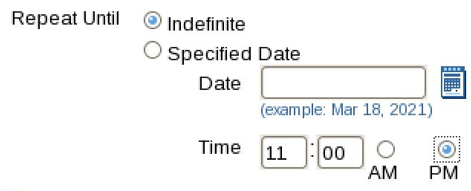 Repeat Until Indefinite
Specified Date
Date
(example: Mar 18, 2021)
Time 11 : 00
AM PM